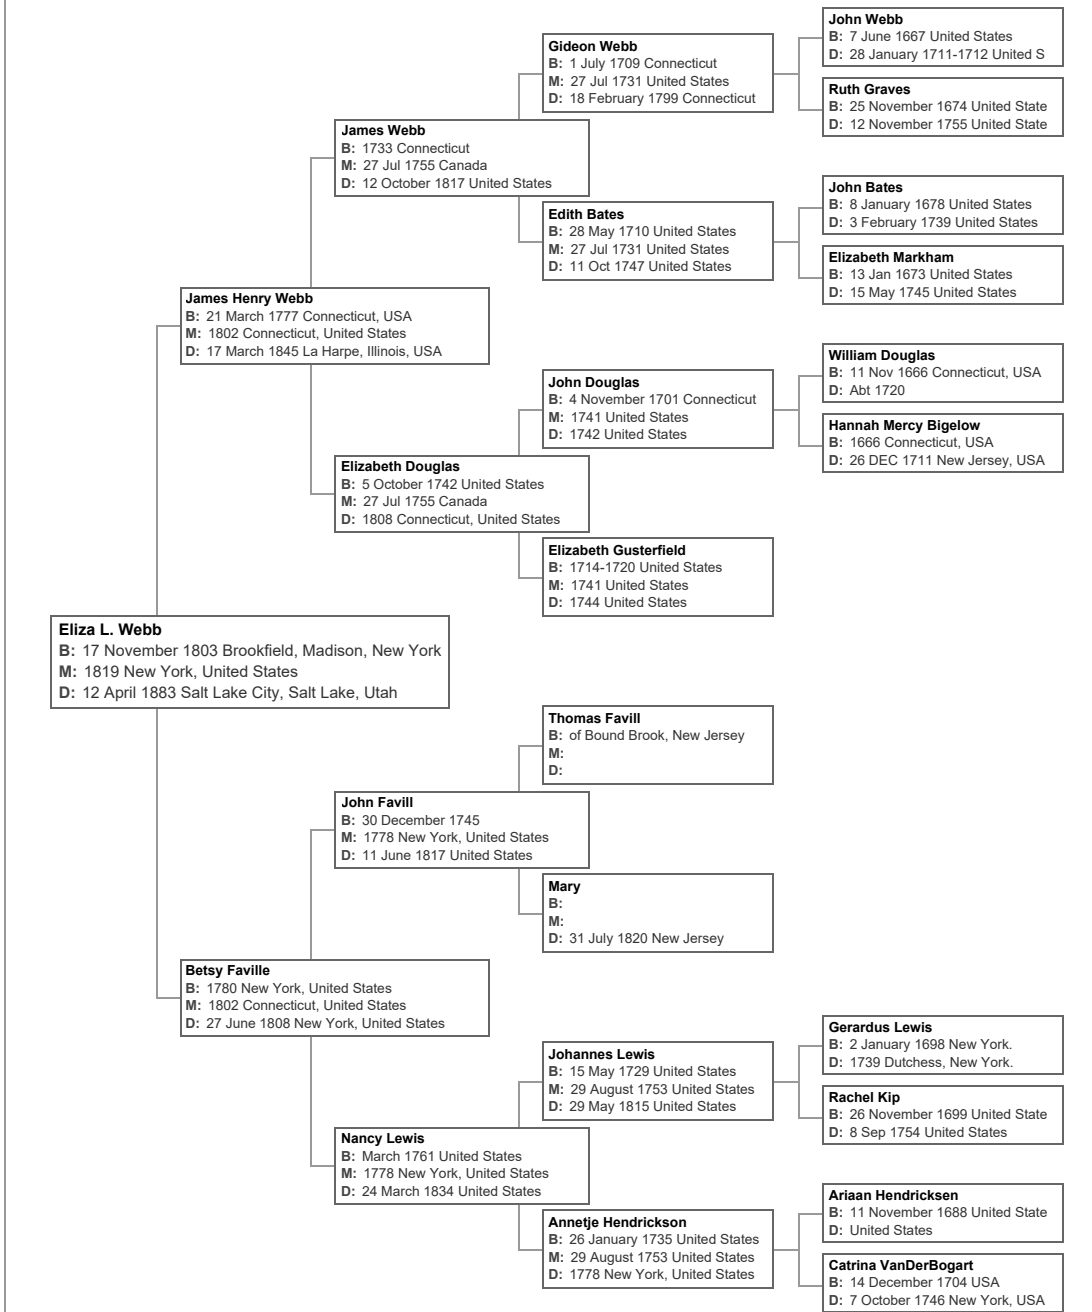 John Webb
B: 7 June 1667 United States
D: 28 January 1711-1712 United S
Gideon Webb
B: 1 July 1709 Connecticut
M: 27 Jul 1731 United States
D: 18 February 1799 Connecticut
Ruth Graves
B: 25 November 1674 United State
D: 12 November 1755 United State
James Webb
B: 1733 Connecticut
M: 27 Jul 1755 Canada
D: 12 October 1817 United States
John Bates
B: 8 January 1678 United States
D: 3 February 1739 United States
Edith Bates
B: 28 May 1710 United States
M: 27 Jul 1731 United States
D: 11 Oct 1747 United States
Elizabeth Markham
B: 13 Jan 1673 United States
D: 15 May 1745 United States
James Henry Webb
B: 21 March 1777 Connecticut, USA
M: 1802 Connecticut, United States
D: 17 March 1845 La Harpe, Illinois, USA
William Douglas
B: 11 Nov 1666 Connecticut, USA
D: Abt 1720
John Douglas
B: 4 November 1701 Connecticut
M: 1741 United States
D: 1742 United States
Hannah Mercy Bigelow
B: 1666 Connecticut, USA
D: 26 DEC 1711 New Jersey, USA
Elizabeth Douglas
B: 5 October 1742 United States
M: 27 Jul 1755 Canada
D: 1808 Connecticut, United States
Elizabeth Gusterfield
B: 1714-1720 United States
M: 1741 United States
D: 1744 United States
Eliza L. Webb
B: 17 November 1803 Brookfield, Madison, New York
M: 1819 New York, United States
D: 12 April 1883 Salt Lake City, Salt Lake, Utah
Thomas Favill
B: of Bound Brook, New Jersey
M:
D:
John Favill
B: 30 December 1745
M: 1778 New York, United States
D: 11 June 1817 United States
Mary
B:
M:
D: 31 July 1820 New Jersey
Betsy Faville
B: 1780 New York, United States
M: 1802 Connecticut, United States
D: 27 June 1808 New York, United States
Gerardus Lewis
B: 2 January 1698 New York.
D: 1739 Dutchess, New York.
Johannes Lewis
B: 15 May 1729 United States
M: 29 August 1753 United States
D: 29 May 1815 United States
Rachel Kip
B: 26 November 1699 United State
D: 8 Sep 1754 United States
Nancy Lewis
B: March 1761 United States
M: 1778 New York, United States
D: 24 March 1834 United States
Ariaan Hendricksen
B: 11 November 1688 United State
D: United States
Annetje Hendrickson
B: 26 January 1735 United States
M: 29 August 1753 United States
D: 1778 New York, United States
Catrina VanDerBogart
B: 14 December 1704 USA
D: 7 October 1746 New York, USA